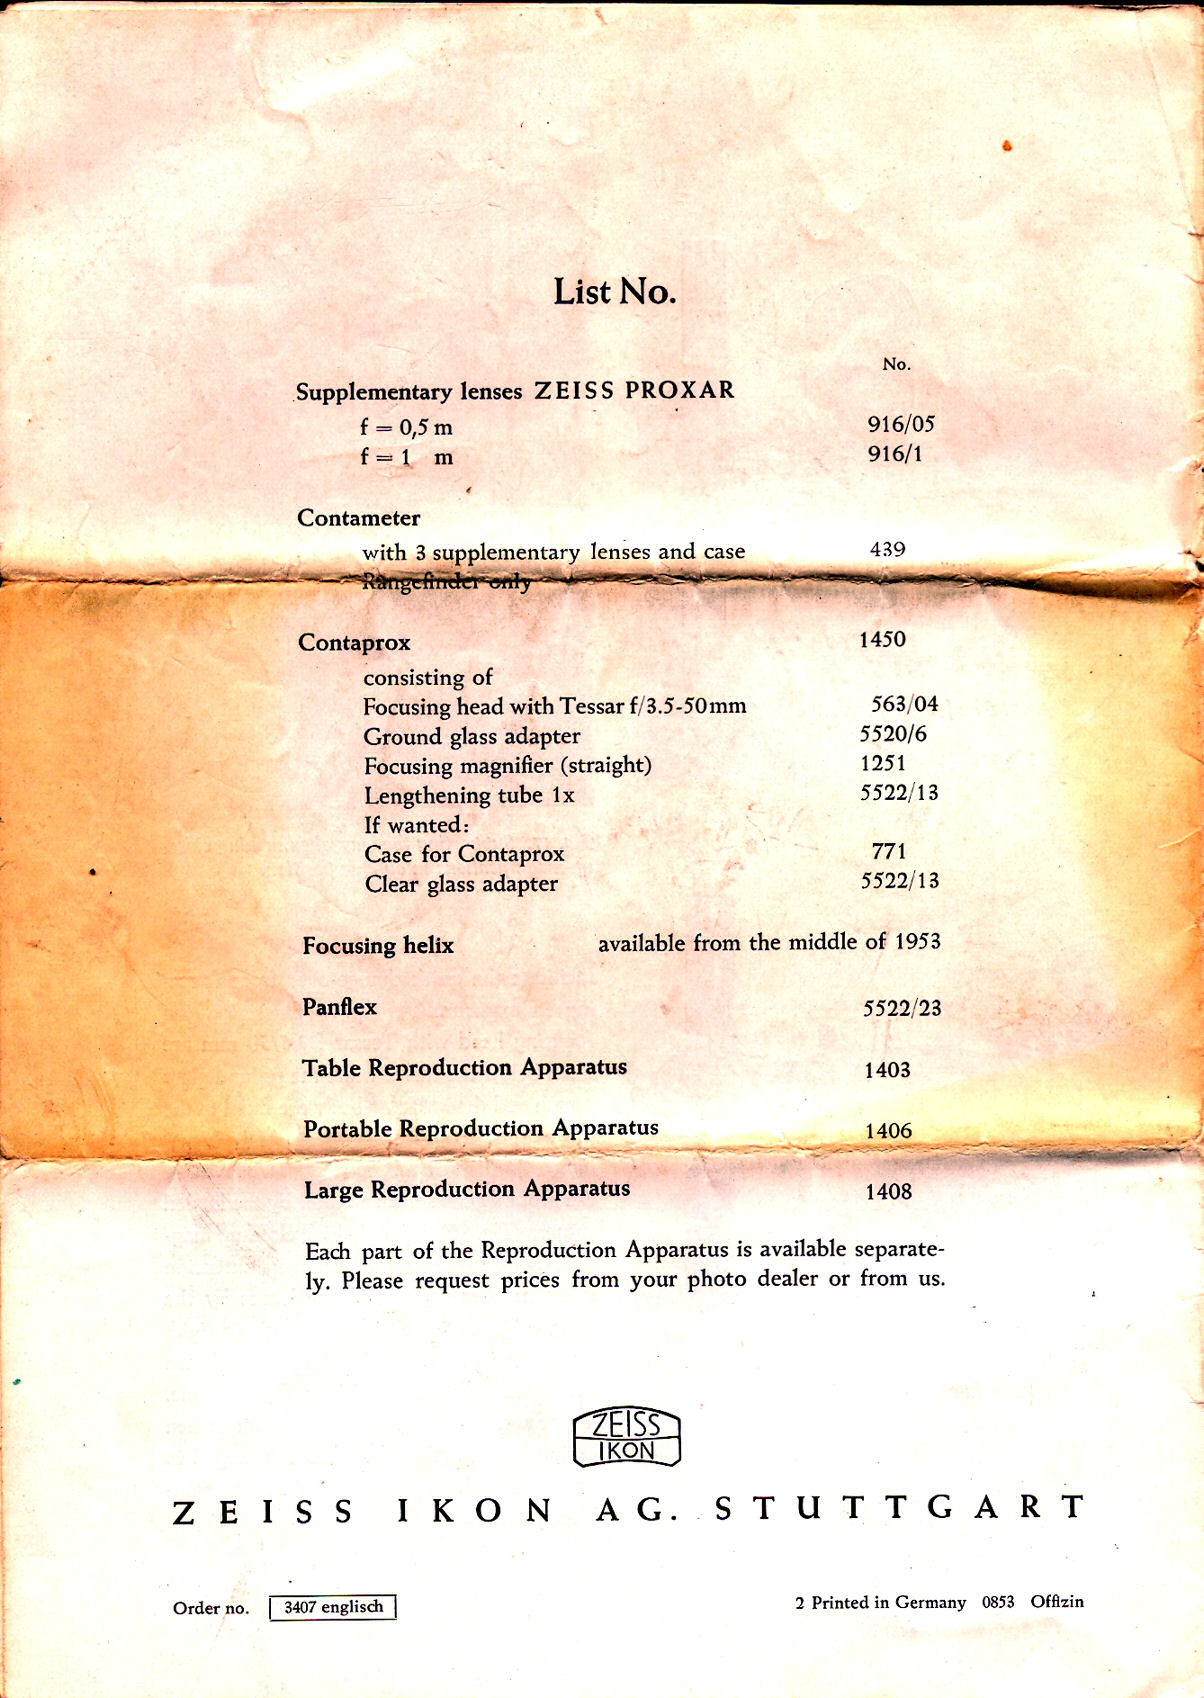 List No.
No.
Supplementary lenses ZEISS PROXAR
f = 0,5 m 916/05
f = 1 m 916/1
Contameter
with 3 supplementary lenses and case 439
Rangefinder only
Contaprox 1450
consisting of
Focusing head with Tessar f/3.5-50mm 563/04
Ground glass adapter 5520/6
Focusing magnifier (straight) 1251
Lengthening tube 1x 5522/13
If wanted:
Case for Contaprox 771
Clear glass adapter 5522/13
Focusing helix available from the middle of 1953
Panflex 5522/23
Table Reproduction Apparatus 1403
Portable Reproduction Apparatus 1406
Large Reproduction Apparatus 1408
Each part of the Reproduction Apparatus is available separate-
ly. Please request prices from your photo dealer or from us.
ZEISS
IKON
ZEISS IKON AG. STUTTGART
Order no. 3407 englisch 2 Printed in Germany 0853 Offizin